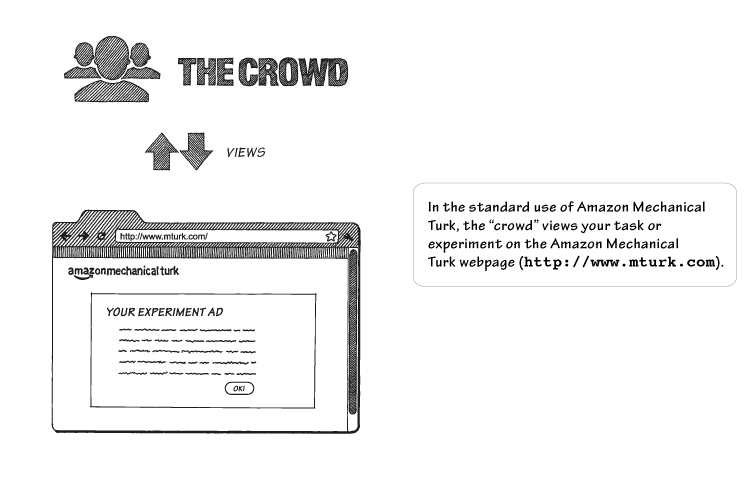 THE CROWD
VIEWS
http://www.mturk.com/
amazonmechanical turk
YOUR EXPERIMENT AD
OK!
In the standard use of Amazon Mechanical
Turk, the “crowd” views your task or
experiment on the Amazon Mechanical
Turk webpage (http://www.mturk.com).